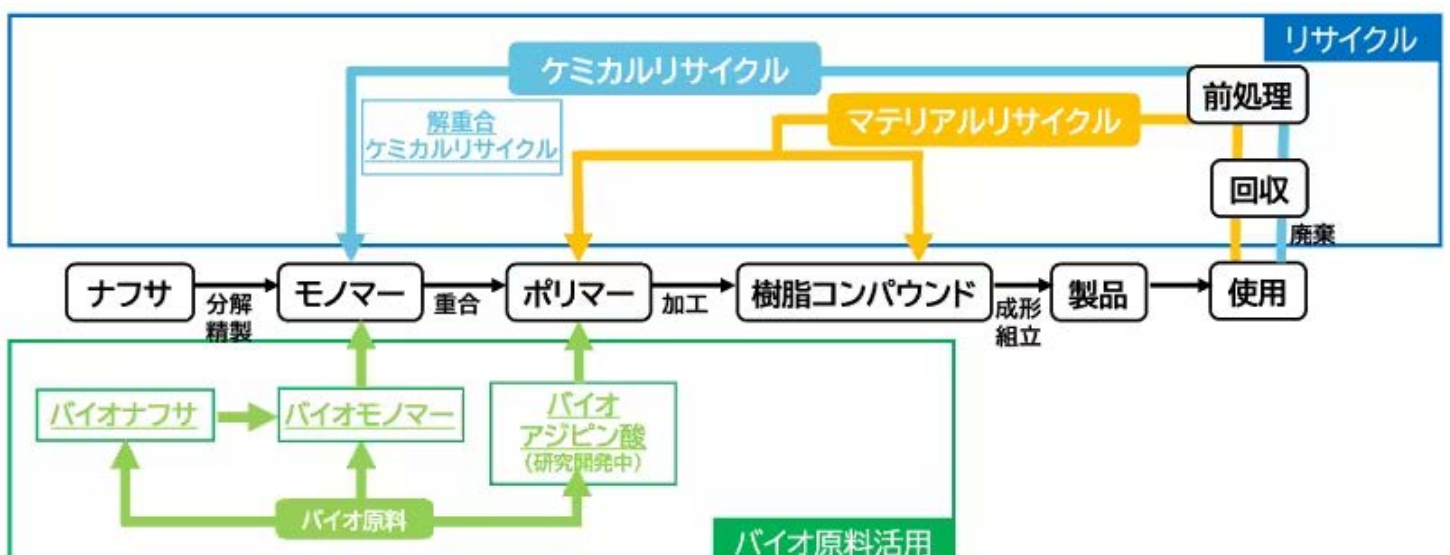 リサイクル
ケミカルリサイクル
前処理
マテリアルリサイクル
解重合
ケミカルリサイクル
回収
廃棄
ナフサ
分解
精製
モノマー
重合
ポリマー
加工
樹脂コンパウンド
成形
組立
製品
使用
バイオナフサ
バイオモノマー
バイオ
アジピン酸
(研究開発中)
バイオ原料
バイオ原料活用